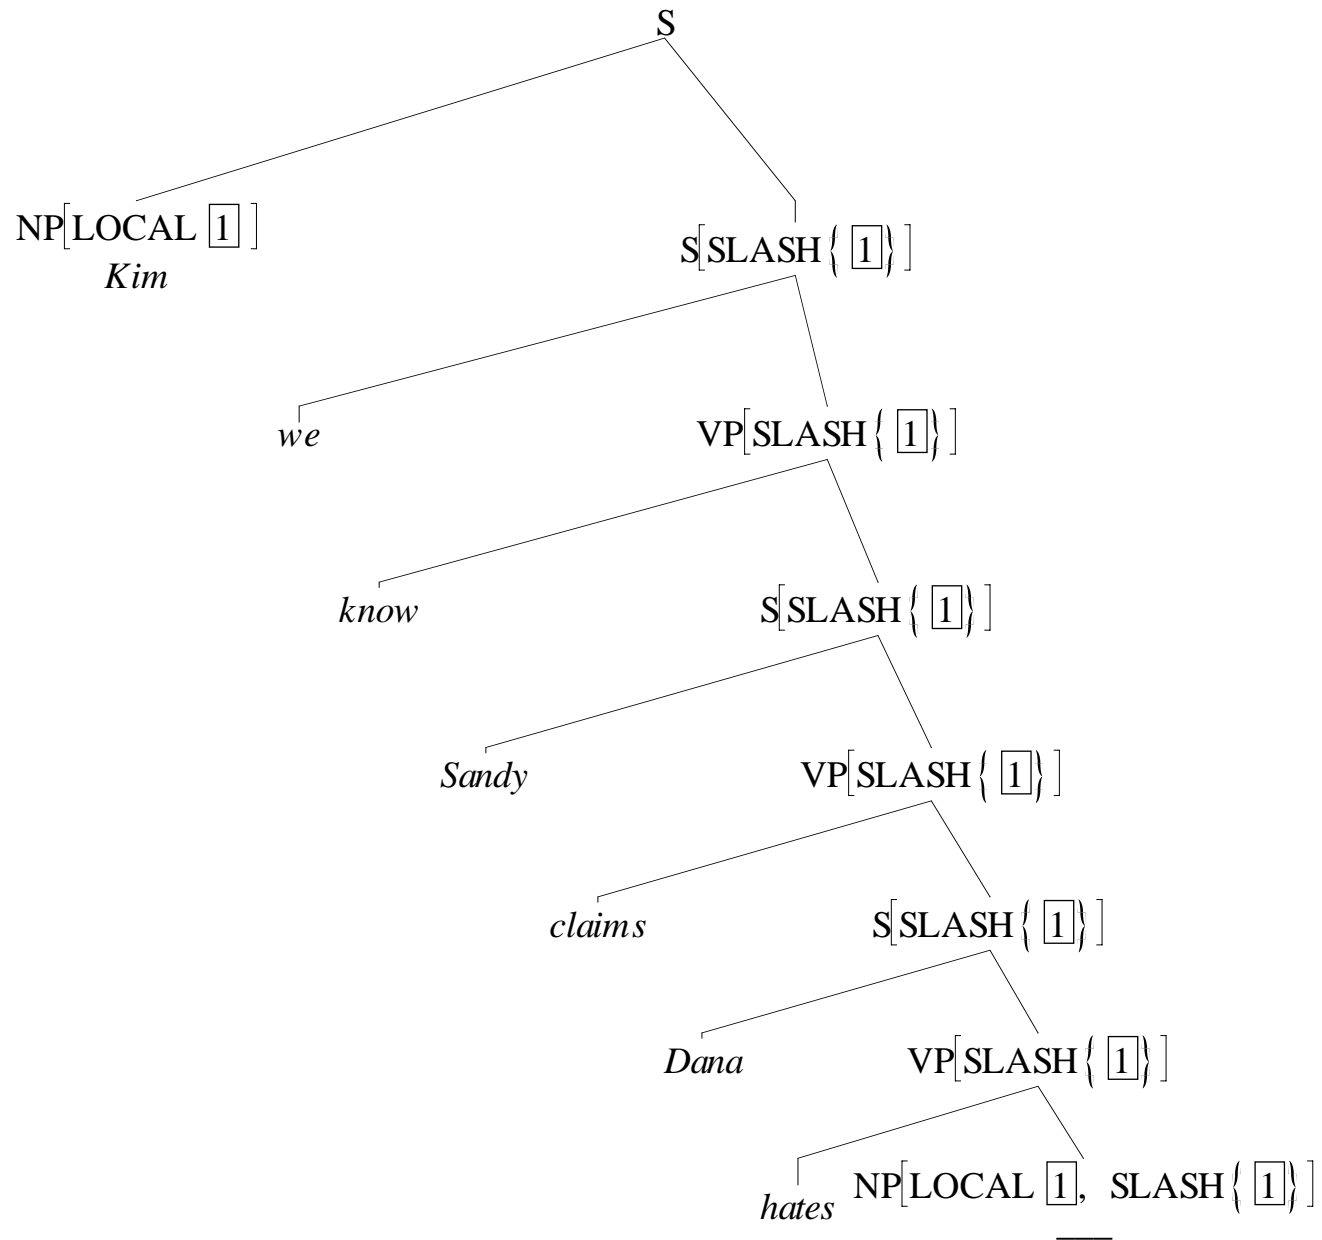 S
NP[LOCAL 1 ]
Kim
S[SLASH{ 1 } ]
we
VP[SLASH{ 1 } ]
know
S[SLASH{ 1 } ]
Sandy
VP[SLASH{ 1 } ]
claims
S[SLASH{ 1 } ]
Dana
VP[SLASH{ 1 } ]
hates
NP[LOCAL 1, SLASH{ 1 } ]
___